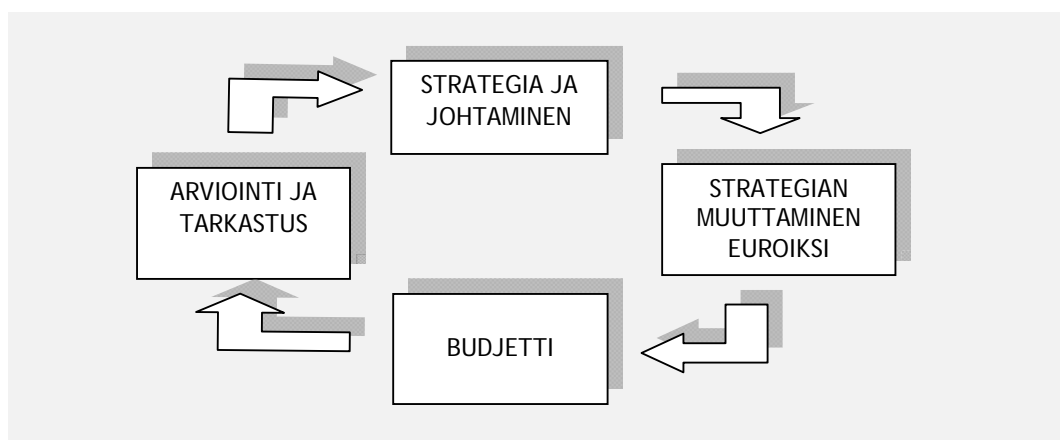 STRATEGIA JA
JOHTAMINEN
STRATEGIAN
MUUTTAMINEN
EUROIKSI
ARVIOINTI JA
TARKASTUS
BUDJETTI